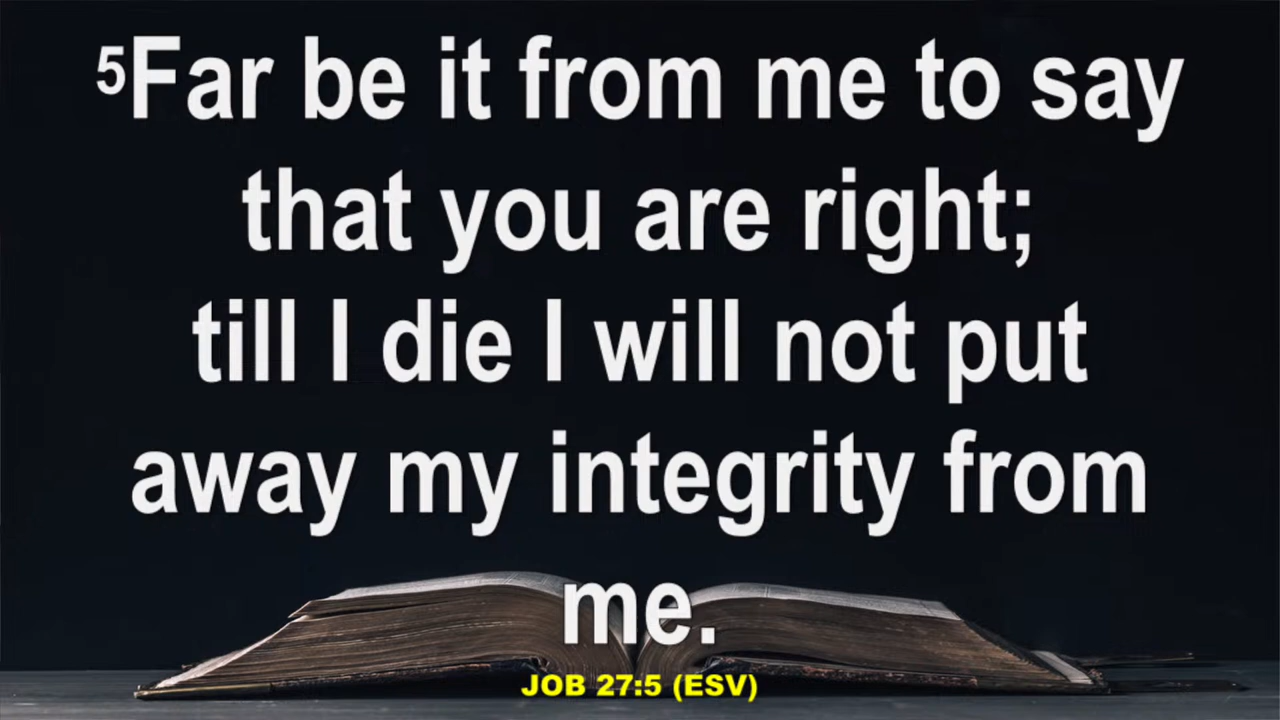 ⁵Far be it from me to say
that you are right;
till I die I will not put
away my integrity from
me.
JOB 27:5 (ESV)